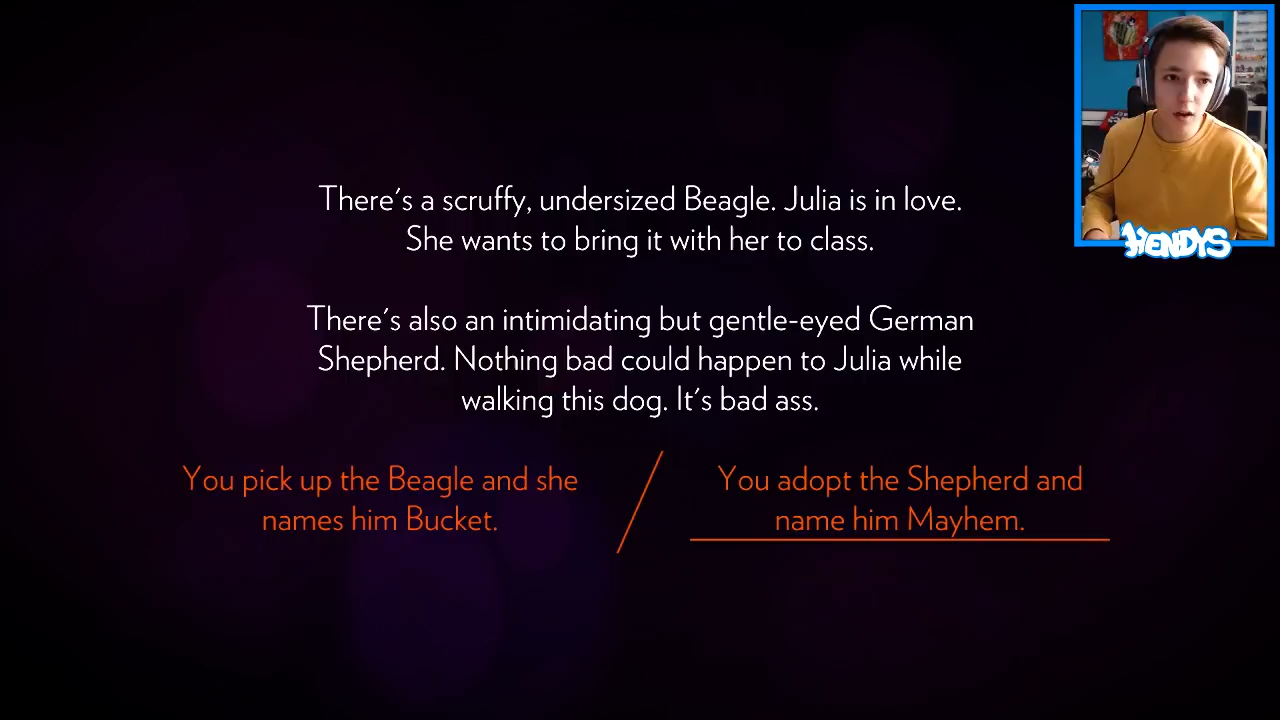 There's a scruffy, undersized Beagle. Julia is in love.
She wants to bring it with her to class.
There's also an intimidating but gentle-eyed German
Shepherd. Nothing bad could happen to Julia while
walking this dog. It's bad ass.
You pick up the Beagle and she
names him Bucket.
You adopt the Shepherd and
name him Mayhem.
HENDYS